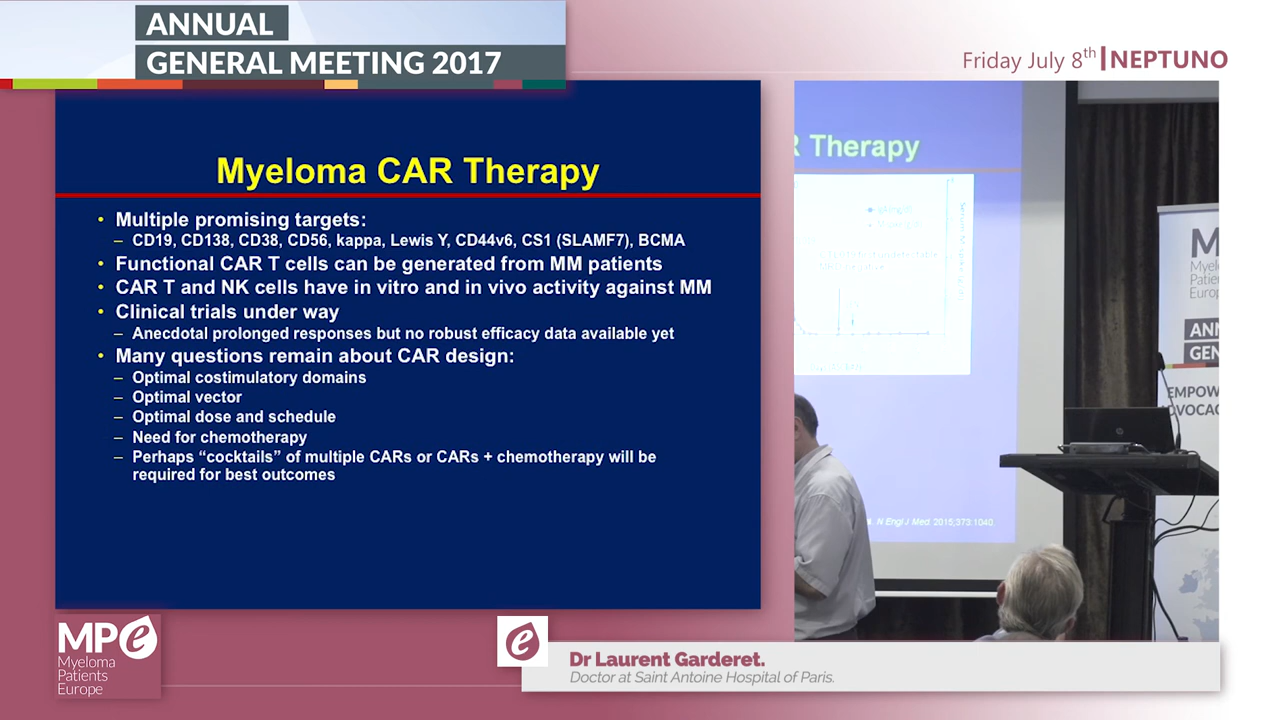 ANNUAL
GENERAL MEETING 2017
Friday July 8th | NEPTUNO
Myeloma CAR Therapy
• Multiple promising targets:
– CD19, CD138, CD38, CD56, kappa, Lewis Y, CD44v6, CS1 (SLAMF7), BCMA
• Functional CAR T cells can be generated from MM patients
• CAR T and NK cells have in vitro and in vivo activity against MM
• Clinical trials under way
– Anecdotal prolonged responses but no robust efficacy data available yet
• Many questions remain about CAR design:
– Optimal costimulatory domains
– Optimal vector
– Optimal dose and schedule
– Need for chemotherapy
– Perhaps “cocktails” of multiple CARs or CARs + chemotherapy will be
required for best outcomes
R Therapy
N Engl J Med. 2015;373:1040
M
Myel
Patien
Europ
ANN
GEN
EMPOW
DVOCAC
MPe
Myeloma
Patients
Europe
e
Dr Laurent Garderet.
Doctor at Saint Antoine Hospital of Paris.